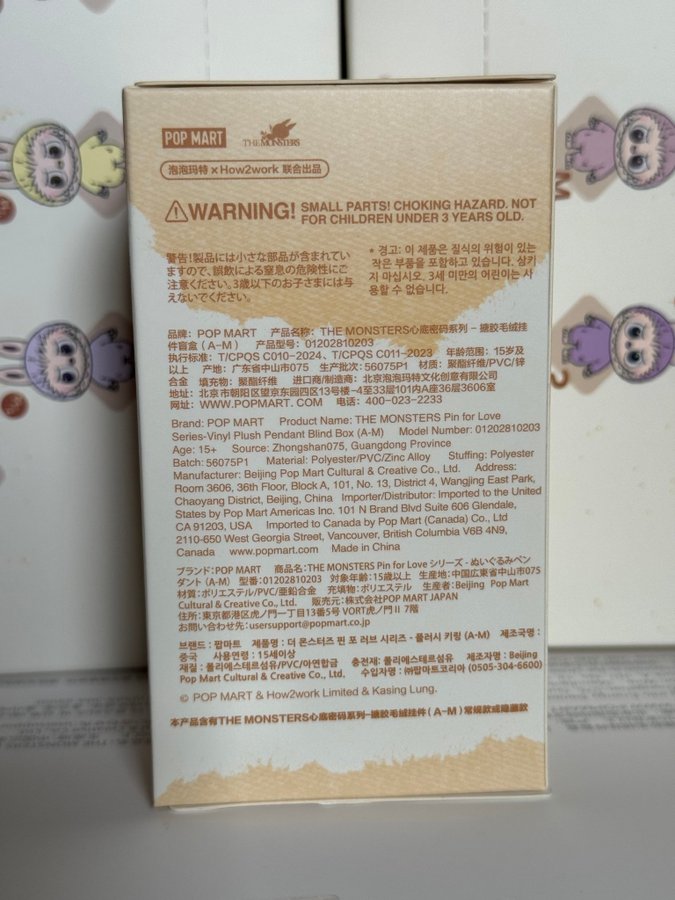 POP MART
THE MONSTERS
泡泡玛特 × How2work 联合出品
WARNING! SMALL PARTS! CHOKING HAZARD. NOT
FOR CHILDREN UNDER 3 YEARS OLD.
警告!製品には小さな部品が含まれてい
ますので、誤飲による窒息の危険性にご
注意ください。3歳以下のお子さまには与
えないでください。
* 경고: 이 제품은 질식의 위험이 있는
작은 부품을 포함하고 있습니다. 삼키
지 마십시오. 3세 미만의 어린이는 사
용할 수 없습니다.
品牌: POP MART 产品名称: THE MONSTERS心底密码系列 – 搪胶毛绒挂
件盲盒 (A–M) 产品型号: 01202810203
执行标准: T/CPQS C010–2024、T/CPQS C011–2023 年龄范围: 15岁及
以上 产地: 广东省中山市075 生产批次: 56075P1 材质: 聚酯纤维/PVC/锌
合金 填充物: 聚酯纤维 进口商/制造商: 北京泡泡玛特文化创意有限公司
地址: 北京市朝阳区望京东园四区13号楼–4至33层101内A座36层3606室
网址: WWW.POPMART. COM 电话: 400–023–2233
Brand: POP MART Product Name: THE MONSTERS Pin for Love
Series-Vinyl Plush Pendant Blind Box (A-M) Model Number: 01202810203
Age: 15+ Source: Zhongshan075, Guangdong Province
Batch: 56075P1 Material: Polyester/PVC/Zinc Alloy Stuffing: Polyester
Manufacturer: Beijing Pop Mart Cultural & Creative Co., Ltd. Address:
Room 3606, 36th Floor, Block A, 101, No. 13, District 4, Wangjing East Park,
Chaoyang District, Beijing, China Importer/Distributor: Imported to the United
States by Pop Mart Americas Inc. 101 N Brand Blvd Suite 606 Glendale,
CA 91203, USA Imported to Canada by Pop Mart (Canada) Co., Ltd
2110-650 West Georgia Street, Vancouver, British Columbia V6B 4N9,
Canada www.popmart.com Made in China
ブランド:POP MART 商品名:THE MONSTERS Pin for Love シリーズ - ぬいぐるみペン
ダント (A-M) 型番:01202810203 対象年齢:15歳以上 生産地:中国広東省中山市075
材質:ポリエステル/PVC/亜鉛合金 充填物:ポリエステル 生産者:Beijing Pop Mart
Cultural & Creative Co., Ltd. 販売元:株式会社POP MART JAPAN
住所:東京都港区虎ノ門一丁目13番5号 VORT虎ノ門 II 7階
お問い合わせ先:usersupport@popmart.co.jp
브랜드 : 팝마트 제품명 : 더 몬스터즈 핀 포 러브 시리즈 - 플러시 키링 (A-M) 제조국명 :
중국 사용연령 : 15세이상
재질 : 폴리에스테르섬유/PVC/아연합금 충전재: 폴리에스테르섬유 제조자명 : Beijing
Pop Mart Cultural & Creative Co., Ltd. 수입자명 : ㈜팝마트코리아 (0505-304-6600)
© POP MART & How2work Limited & Kasing Lung.
本产品含有THE MONSTERS心底密码系列–搪胶毛绒挂件 ( A–M ) 常规款或隐藏款